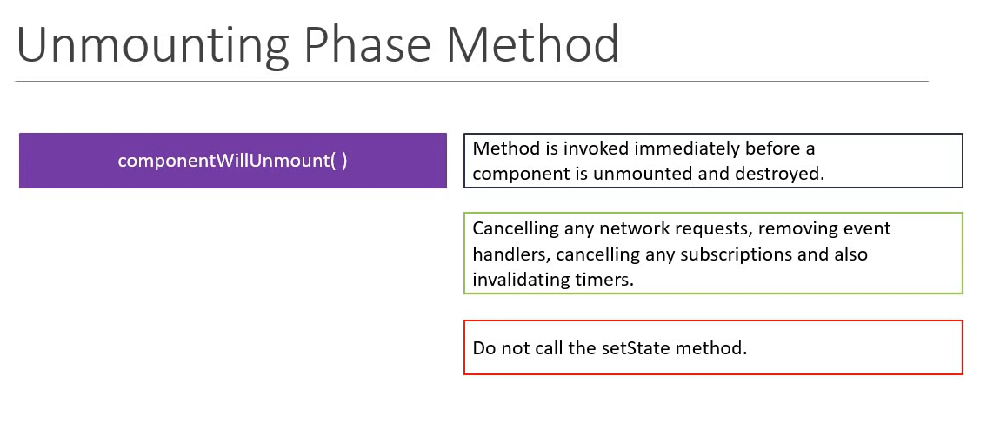 Unmounting Phase Method
componentWillUnmount( )
Method is invoked immediately before a
component is unmounted and destroyed.
Cancelling any network requests, removing event
handlers, cancelling any subscriptions and also
invalidating timers.
Do not call the setState method.